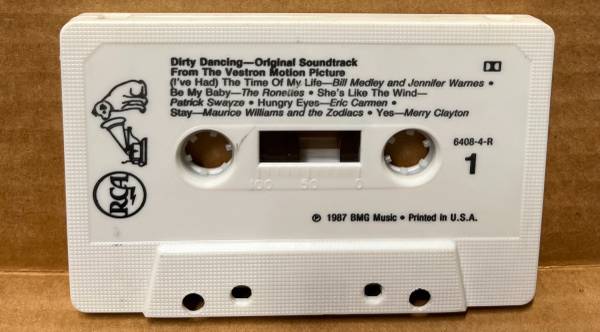 Dirty Dancing—Original Soundtrack
From The Vestron Motion Picture
(I've Had) The Time Of My Life—Bill Medley and Jennifer Warnes •
Be My Baby—The Ronettes • She's Like The Wind—
Patrick Swayze • Hungry Eyes—Eric Carmen •
Stay—Maurice Williams and the Zodiacs • Yes—Merry Clayton
6408-4-R
1
RCA
100 50 0
℗ 1987 BMG Music • Printed in U.S.A.